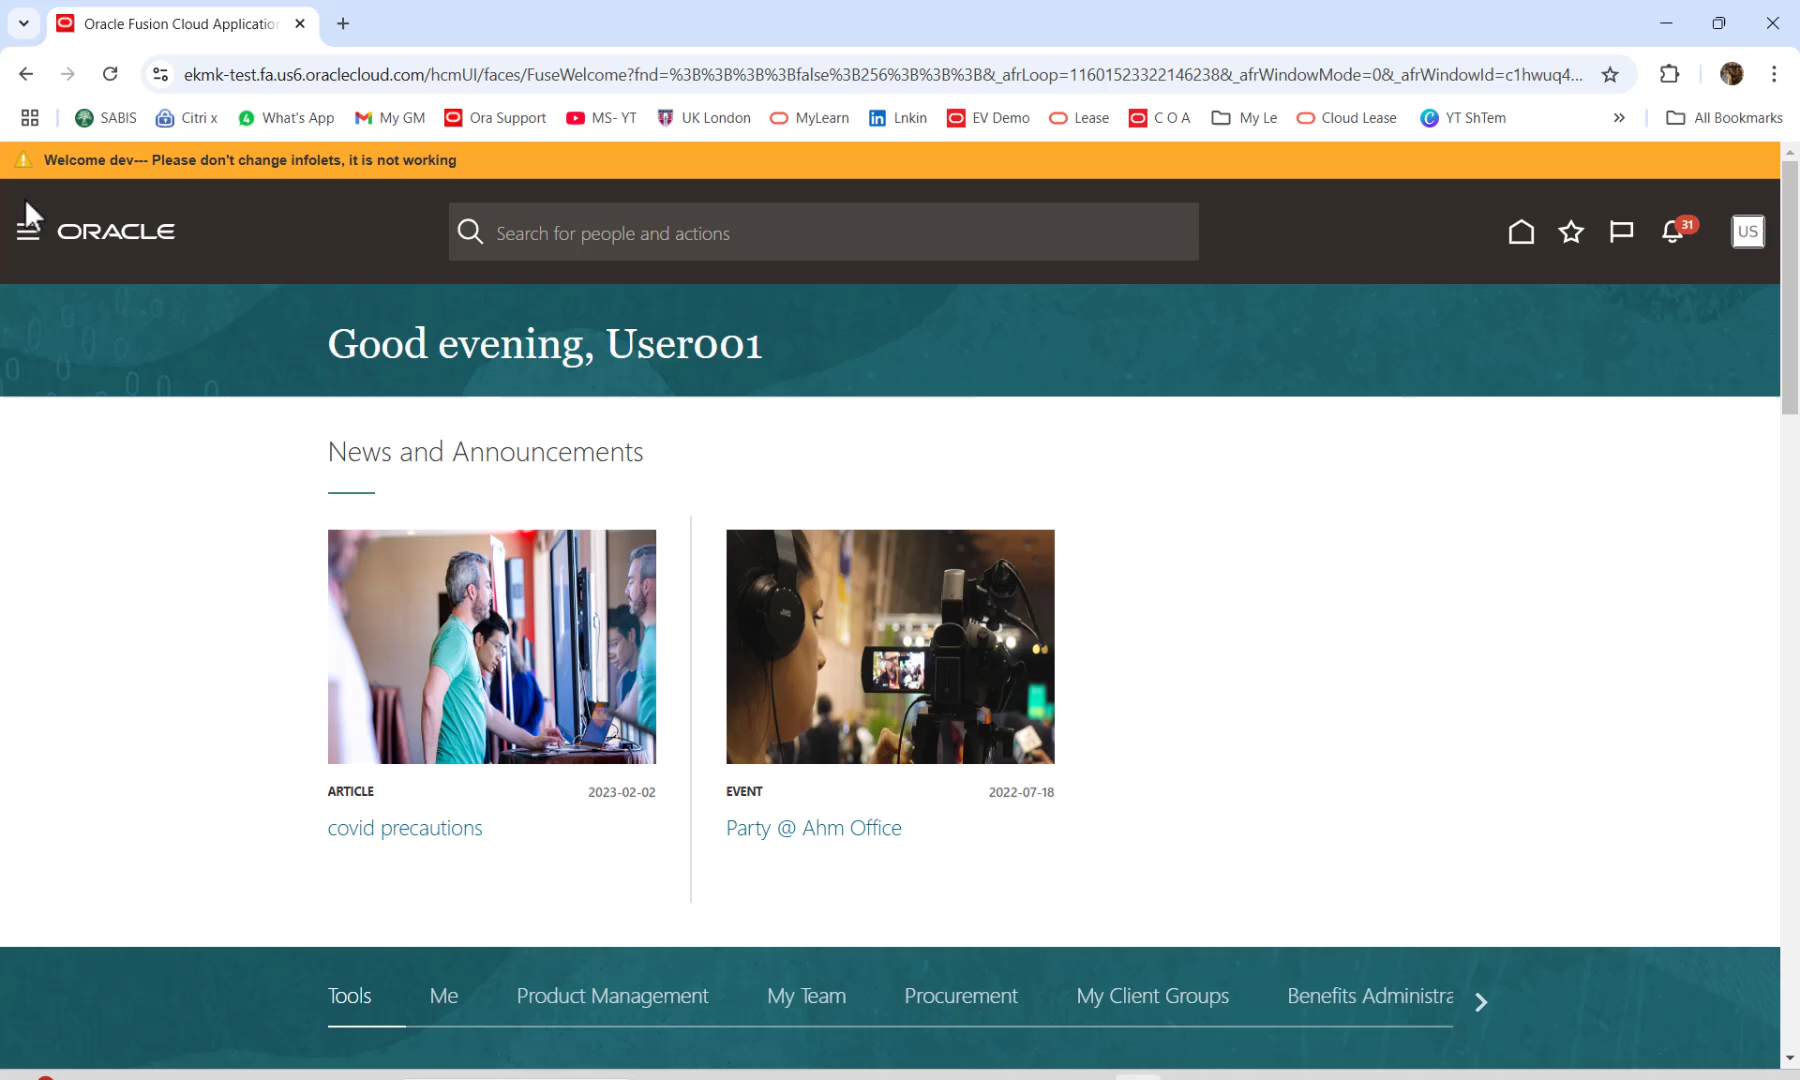 Oracle Fusion Cloud Applicatio
ekmk-test.fa.us6.oraclecloud.com/hcmUI/faces/FuseWelcome?fnd=%3B%3B%3B%3Bfalse%3B256%3B%3B%3B&_afrLoop=11601523322146238&_afrWindowMode=0&_afrWindowId=c1hwuq4...
SABIS Citri x What's App My GM Ora Support MS- YT UK London MyLearn Lnkin EV Demo Lease C O A My Le Cloud Lease YT ShTem » All Bookmarks
Welcome dev--- Please don't change infolets, it is not working
ORACLE Search for people and actions 31 US
Good evening, User001
News and Announcements
ARTICLE 2023-02-02
covid precautions
EVENT 2022-07-18
Party @ Ahm Office
Tools Me Product Management My Team Procurement My Client Groups Benefits Administra